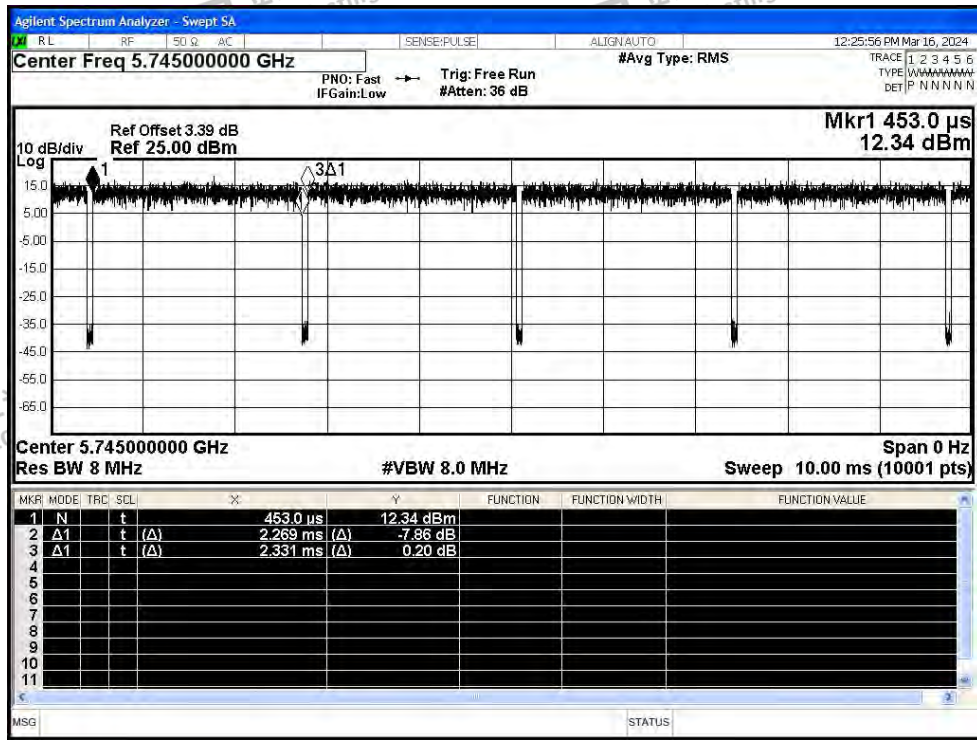 Agilent Spectrum Analyzer - Swept SA
LXI RL RF 50 Ω AC SENSE:PULSE ALIGNAUTO 12:25:56 PM Mar 16, 2024
Center Freq 5.745000000 GHz #Avg Type: RMS TRACE 1 2 3 4 5 6
PNO: Fast Trig: Free Run TYPE WWWWWW
IFGain:Low #Atten: 36 dB DET P N N N N N
Mkr1 453.0 µs
Ref Offset 3.39 dB
10 dB/div Ref 25.00 dBm 12.34 dBm
Log
1 3Δ1
15.0
5.00
-5.00
-15.0
-25.0
-35.0
-45.0
-55.0
-65.0
Center 5.745000000 GHz Span 0 Hz
Res BW 8 MHz #VBW 8.0 MHz Sweep 10.00 ms (10001 pts)
MKR MODE TRC SCL X Y FUNCTION FUNCTION WIDTH FUNCTION VALUE
1 N t 453.0 µs 12.34 dBm
2 Δ1 t (Δ) 2.269 ms (Δ) -7.86 dB
3 Δ1 t (Δ) 2.331 ms (Δ) 0.20 dB
4
5
6
7
8
9
10
11
MSG STATUS